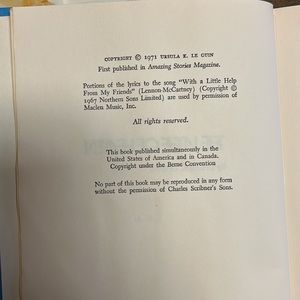 COPYRIGHT © 1971 URSULA K. LE GUIN
First published in Amazing Stories Magazine.
Portions of the lyrics to the song "With a Little Help
From My Friends" (Lennon-McCartney) (Copyright ©
1967 Northern Sons Limited) are used by permission of
Maclen Music, Inc.
All rights reserved.
This book published simultaneously in the
United States of America and in Canada.
Copyright under the Berne Convention
No part of this book may be reproduced in any form
without the permission of Charles Scribner's Sons.